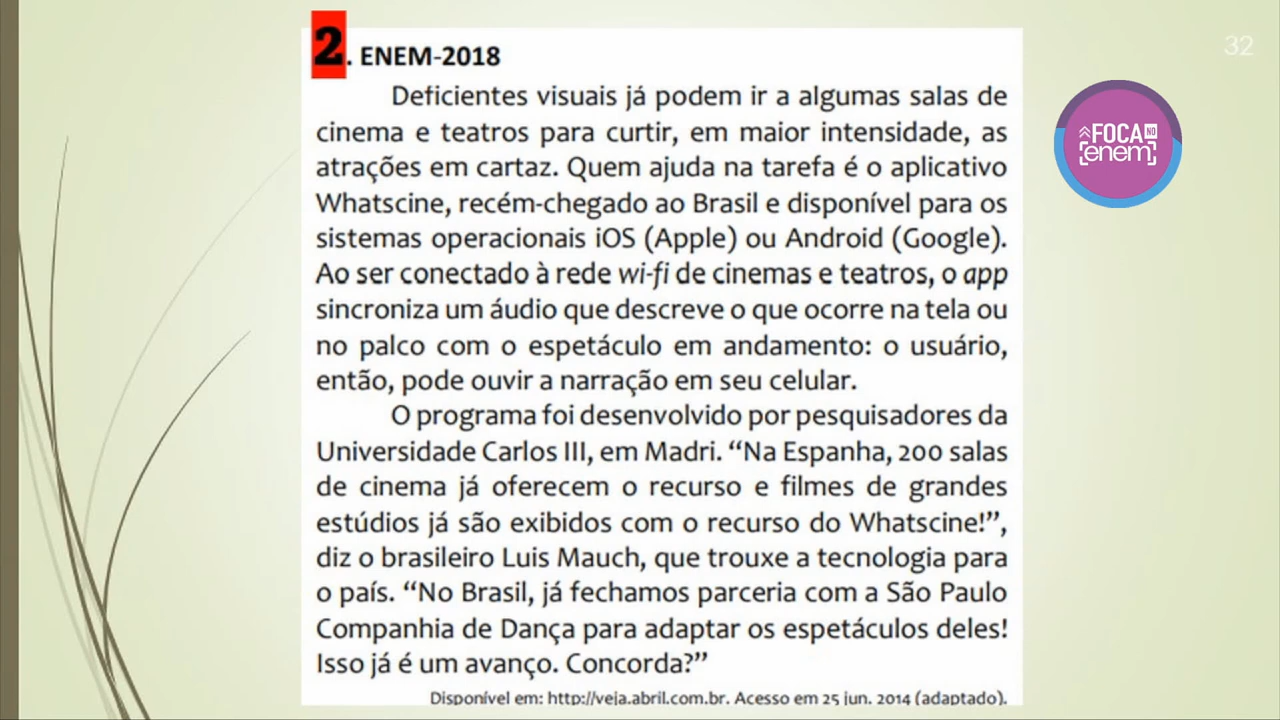 32
2. ENEM-2018
FOCA NO
enem
Deficientes visuais já podem ir a algumas salas de
cinema e teatros para curtir, em maior intensidade, as
atrações em cartaz. Quem ajuda na tarefa é o aplicativo
Whatscine, recém-chegado ao Brasil e disponível para os
sistemas operacionais iOS (Apple) ou Android (Google).
Ao ser conectado à rede wi-fi de cinemas e teatros, o app
sincroniza um áudio que descreve o que ocorre na tela ou
no palco com o espetáculo em andamento: o usuário,
então, pode ouvir a narração em seu celular.
O programa foi desenvolvido por pesquisadores da
Universidade Carlos III, em Madri. “Na Espanha, 200 salas
de cinema já oferecem o recurso e filmes de grandes
estúdios já são exibidos com o recurso do Whatscine!”,
diz o brasileiro Luis Mauch, que trouxe a tecnologia para
o país. “No Brasil, já fechamos parceria com a São Paulo
Companhia de Dança para adaptar os espetáculos deles!
Isso já é um avanço. Concorda?”
Disponível em: http://veja.abril.com.br. Acesso em 25 jun. 2014 (adaptado).